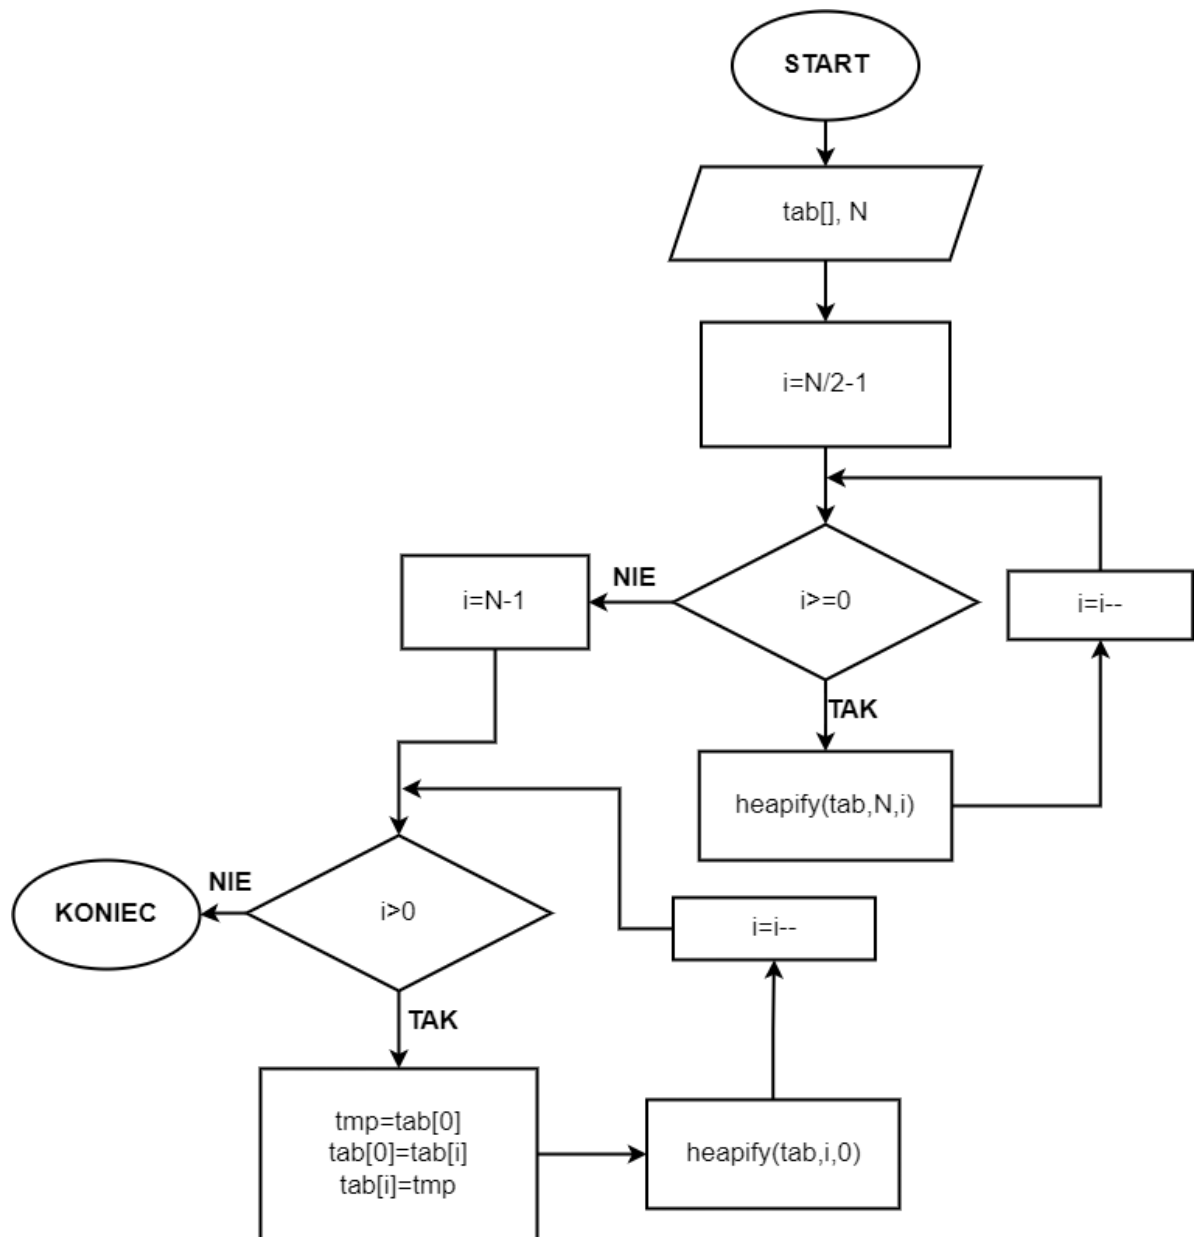 START
tab[], N
i=N/2-1
i>=0
NIE
i=N-1
i=i--
TAK
heapify(tab,N,i)
i>0
NIE
KONIEC
i=i--
TAK
tmp=tab[0]
tab[0]=tab[i]
tab[i]=tmp
heapify(tab,i,0)